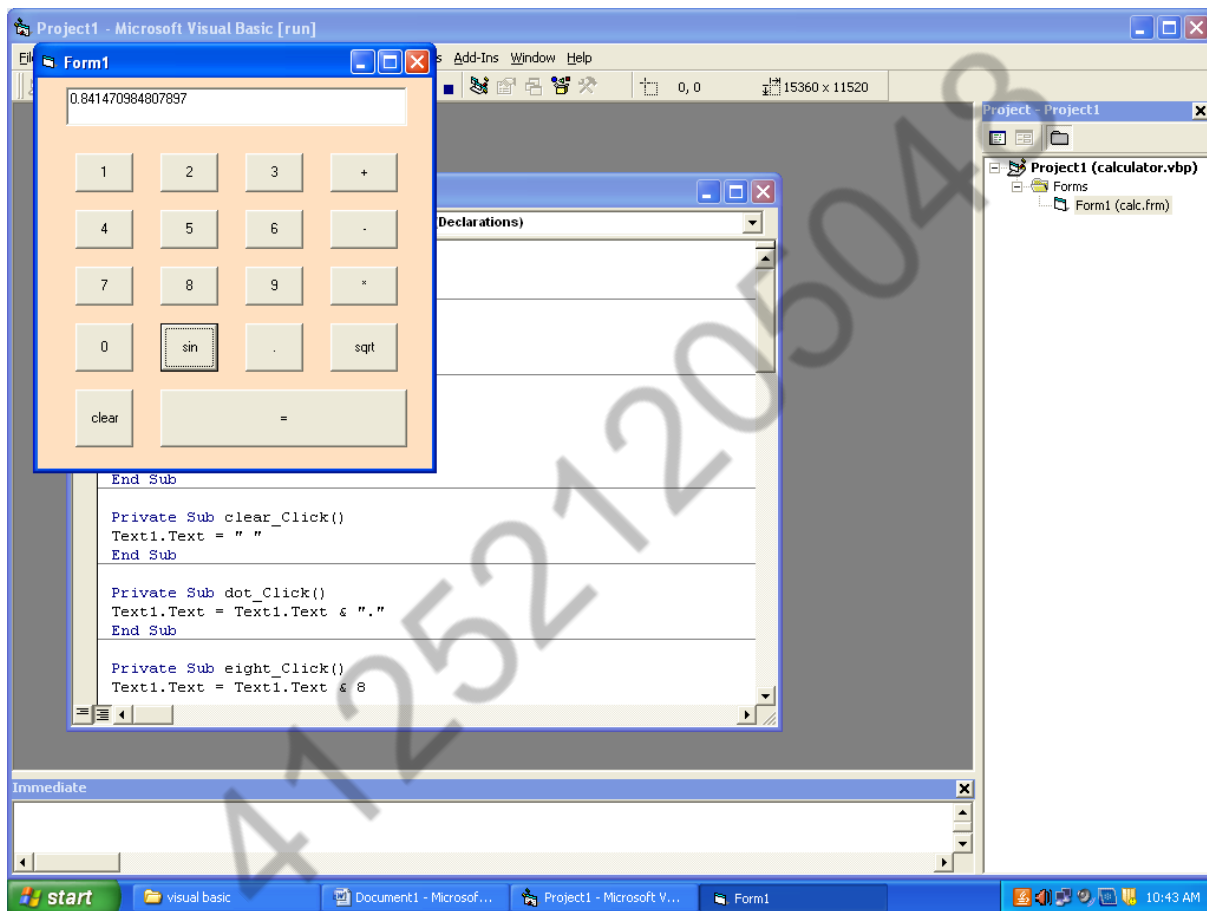 Project1 - Microsoft Visual Basic [run]
Add-Ins Window Help
0, 0
15360 x 11520
Form1
0.841470984807897
1 2 3 +
4 5 6 -
7 8 9 *
0 sin . sqrt
clear =
(Declarations)
End Sub
Private Sub clear_Click()
Text1.Text = " "
End Sub
Private Sub dot_Click()
Text1.Text = Text1.Text & "."
End Sub
Private Sub eight_Click()
Text1.Text = Text1.Text & 8
Project - Project1
Project1 (calculator.vbp)
Forms
Form1 (calc.frm)
Immediate
start
visual basic
Document1 - Microsof...
Project1 - Microsoft V...
Form1
10:43 AM
412521205048